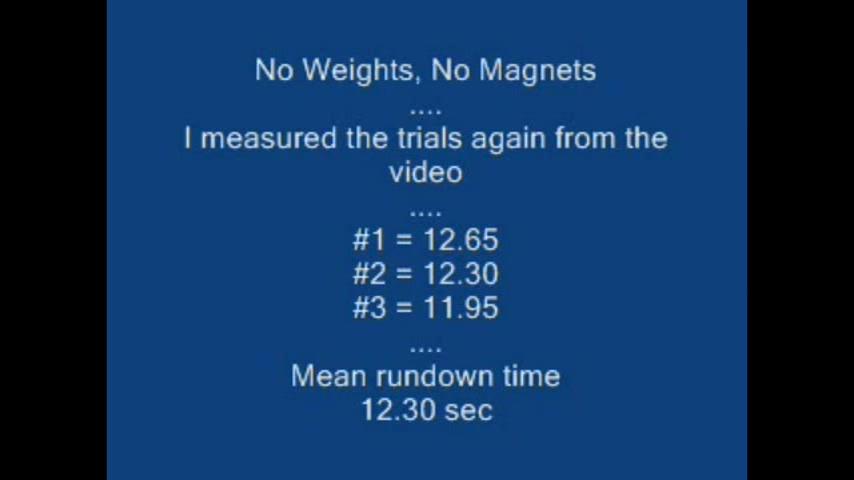 No Weights, No Magnets
....
I measured the trials again from the
video
....
#1 = 12.65
#2 = 12.30
#3 = 11.95
....
Mean rundown time
12.30 sec